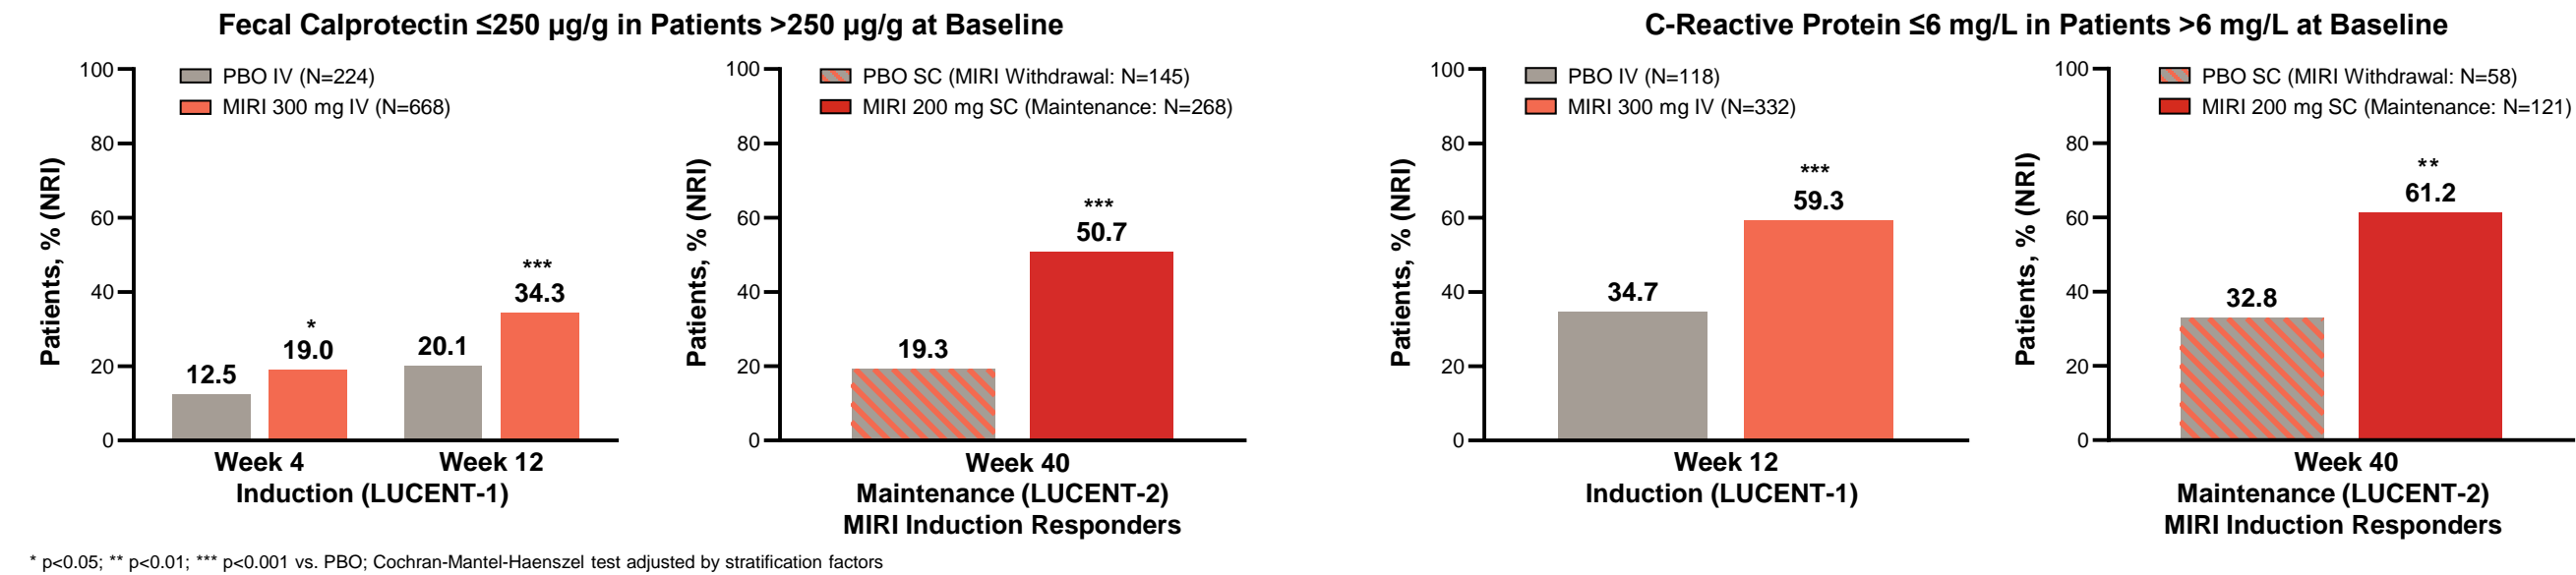 Fecal Calprotectin ≤250 µg/g in Patients >250 µg/g at Baseline
Patients, % (NRI)
100
80
60
40
20
0
PBO IV (N=224)
MIRI 300 mg IV (N=668)
12.5
*
19.0
20.1
***
34.3
Week 4
Week 12
Induction (LUCENT-1)
Patients, % (NRI)
100
80
60
40
20
0
PBO SC (MIRI Withdrawal: N=145)
MIRI 200 mg SC (Maintenance: N=268)
19.3
***
50.7
Week 40
Maintenance (LUCENT-2)
MIRI Induction Responders
C-Reactive Protein ≤6 mg/L in Patients >6 mg/L at Baseline
Patients, % (NRI)
100
80
60
40
20
0
PBO IV (N=118)
MIRI 300 mg IV (N=332)
34.7
***
59.3
Week 12
Induction (LUCENT-1)
Patients, % (NRI)
100
80
60
40
20
0
PBO SC (MIRI Withdrawal: N=58)
MIRI 200 mg SC (Maintenance: N=121)
32.8
**
61.2
Week 40
Maintenance (LUCENT-2)
MIRI Induction Responders
* p<0.05; ** p<0.01; *** p<0.001 vs. PBO; Cochran-Mantel-Haenszel test adjusted by stratification factors